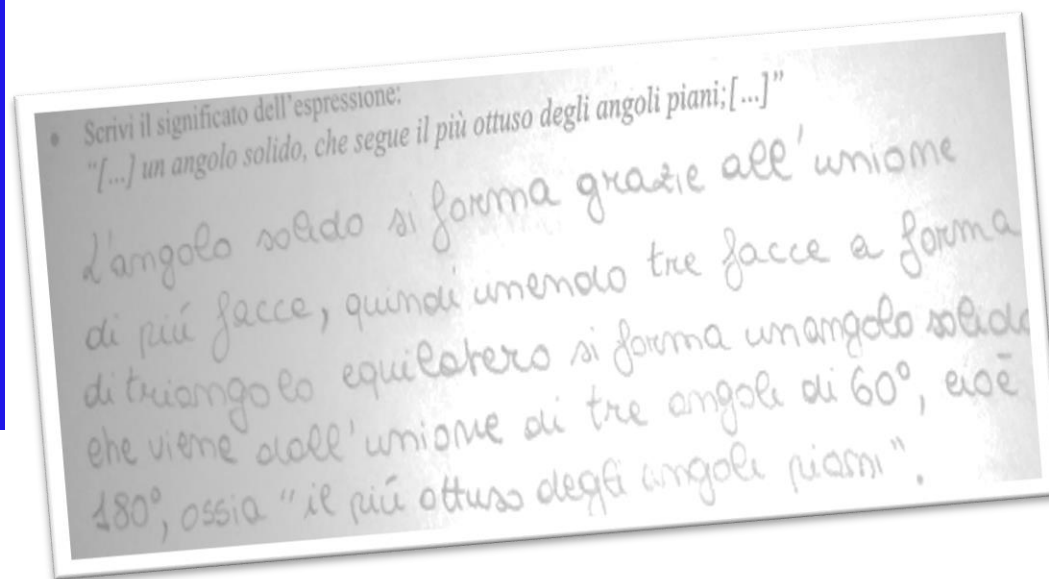 • Scrivi il significato dell'espressione:
"[...] un angolo solido, che segue il più ottuso degli angoli piani;[...]"
L'angolo solido si forma grazie all'unione
di piú facce, quindi unendo tre facce a forma
di triangolo equilatero si forma un angolo solido
che viene dall'unione di tre angoli di 60°, cioè
180°, ossia "il piú ottuso degli angoli piani".